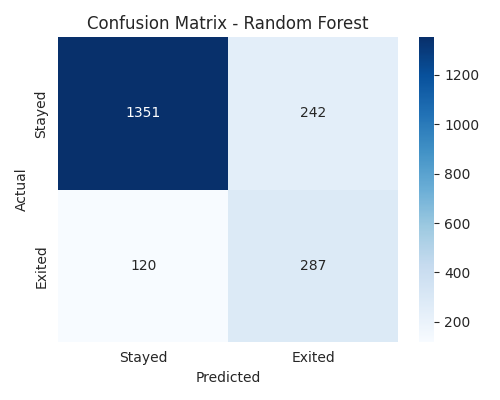 Confusion Matrix - Random Forest
Actual
Stayed
1351
242
Exited
120
287
Stayed
Exited
Predicted
1200
1000
800
600
400
200